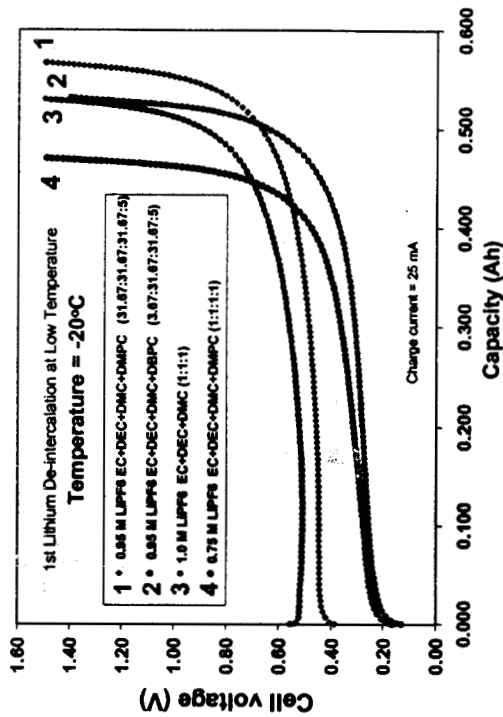 1st Lithium De-intercalation at Low Temperature
Temperature = -20ºC
1 • 0.95 M LiPF6 EC+DEC+DMC+DMPC (31.67:31.67:31.67:5)
2 • 0.95 M LiPF6 EC+DEC+DMC+DBPC (3.67:31.67:31.67:5)
3 • 1.0 M LiPF6 EC+DEC+DMC (1:1:1)
4 • 0.75 M LiPF6 EC+DEC+DMC+DMPC (1:1:1:1)
1
2
3
4
Charge current = 25 mA
Cell voltage (V)
1.60
1.40
1.20
1.00
0.80
0.60
0.40
0.20
0.00
0.000
0.100
0.200
0.300
0.400
0.500
0.600
Capacity (Ah)